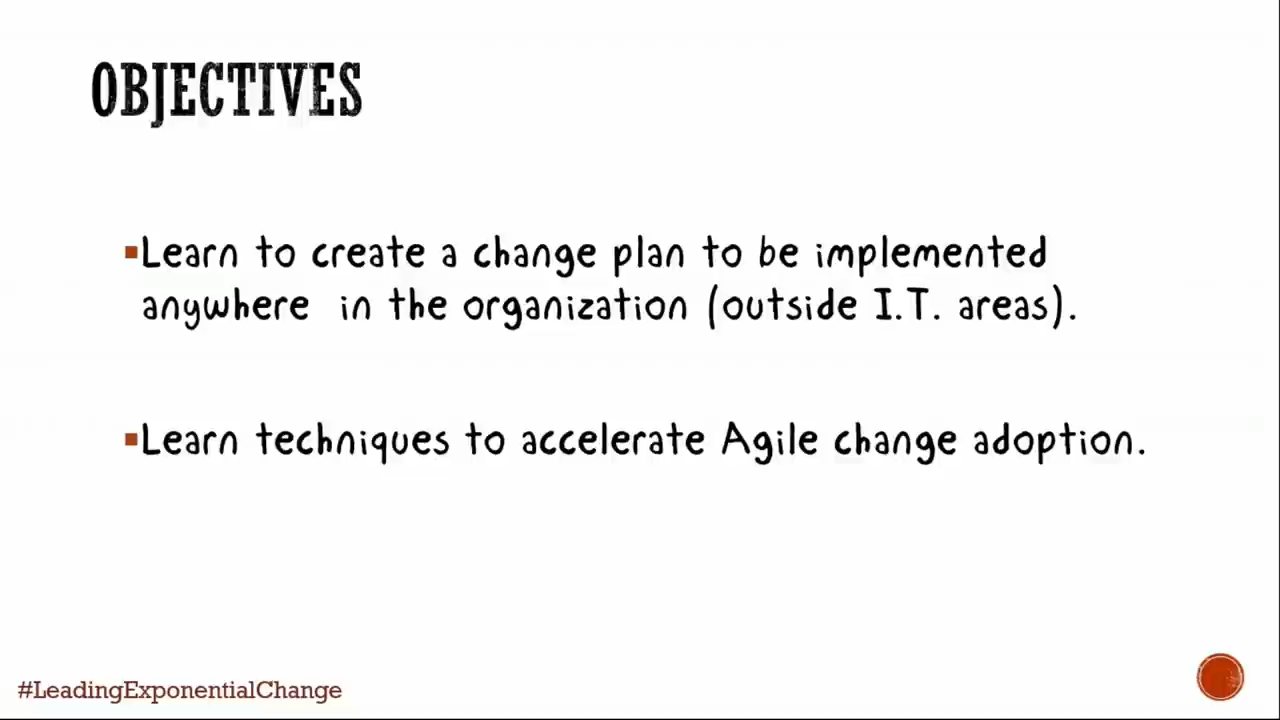 OBJECTIVES
▪Learn to create a change plan to be implemented
anywhere in the organization (outside I.T. areas).
▪Learn techniques to accelerate Agile change adoption.
#LeadingExponentialChange